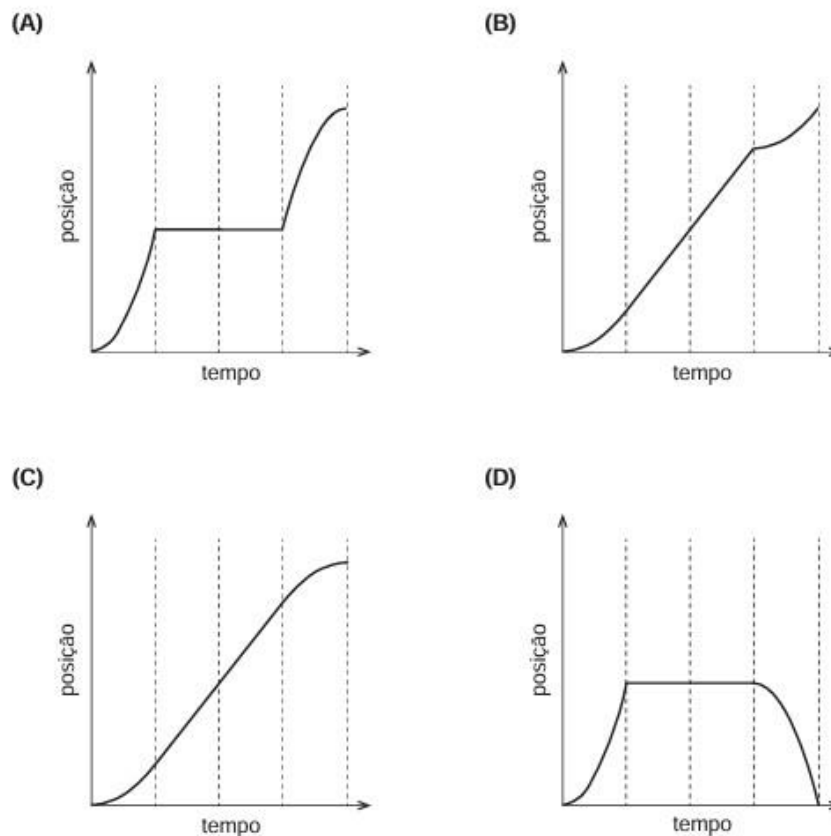 (A)
(B)
posição
posição
tempo
tempo
(C)
(D)
posição
posição
tempo
tempo